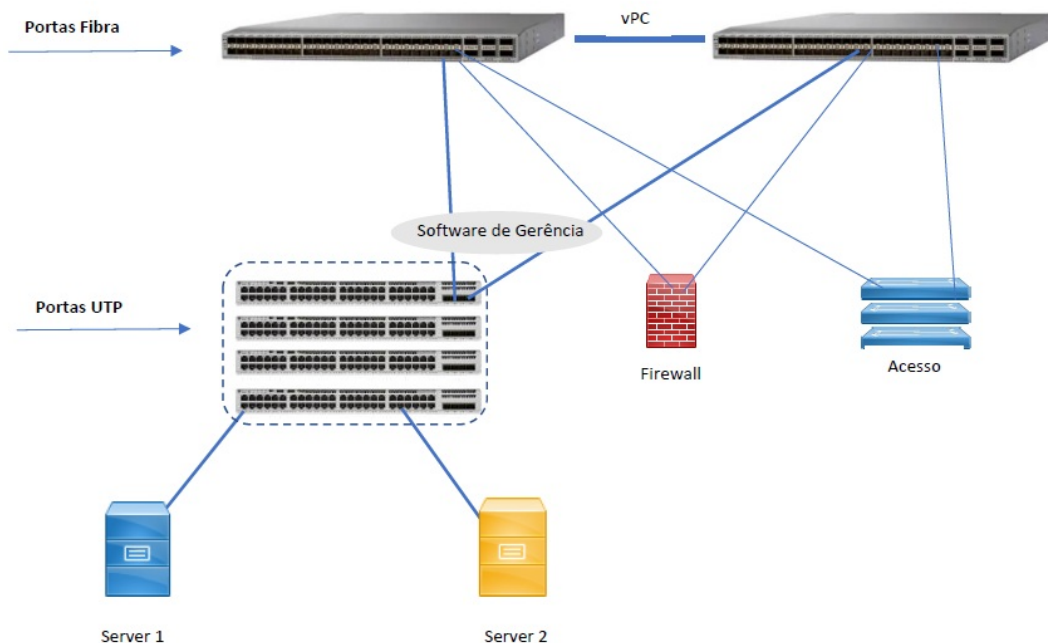 Portas Fibra
vPC
Software de Gerência
Portas UTP
Firewall
Acesso
Server 1
Server 2